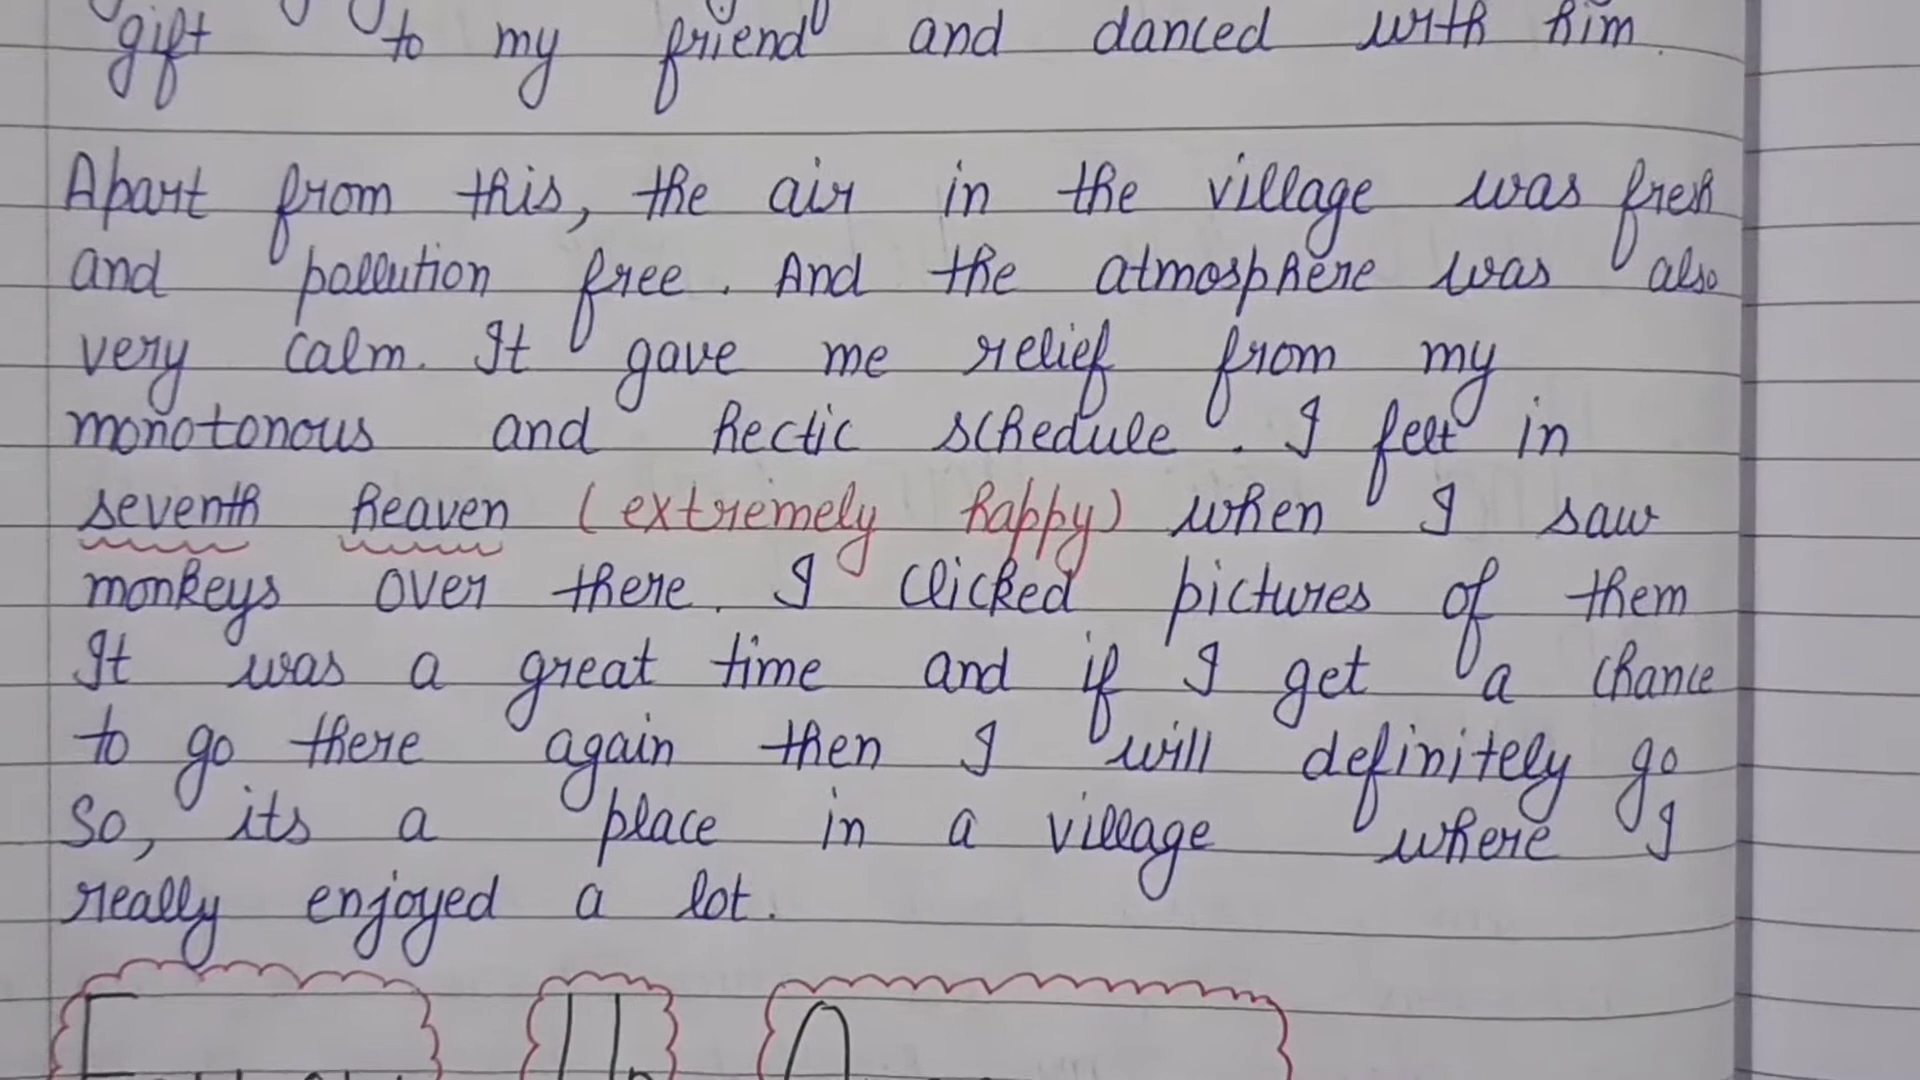 gift to my friend and danced with him.
Apart from this, the air in the village was fresh
and pollution free. And the atmosphere was also
very calm. It gave me relief from my
monotonous and hectic schedule. I felt in
seventh heaven (extremely happy) when I saw
monkeys over there. I clicked pictures of them
It was a great time and if I get a chance
to go there again then I will definitely go
So, its a place in a village where I
really enjoyed a lot.